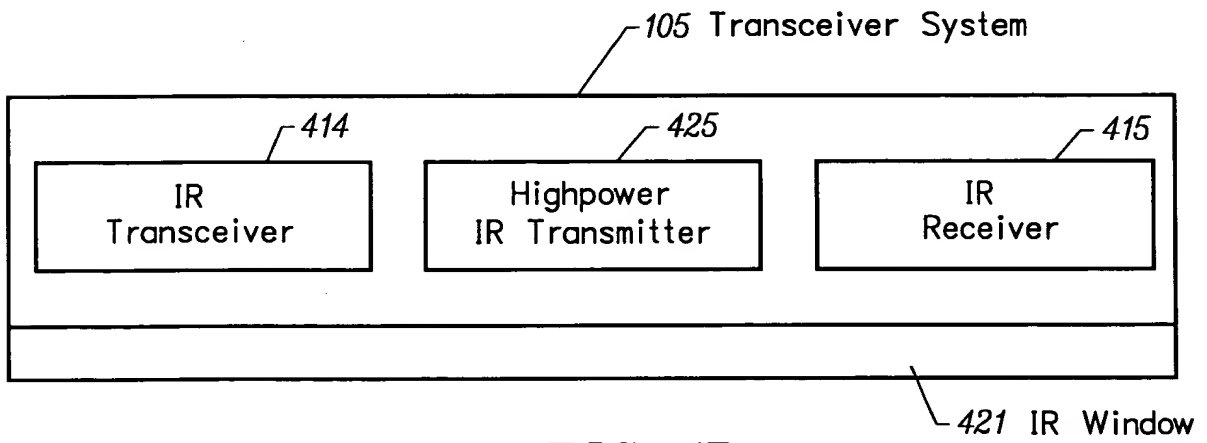 105 Transceiver System
414
425
415
IR
Transceiver
Highpower
IR Transmitter
IR
Receiver
421 IR Window